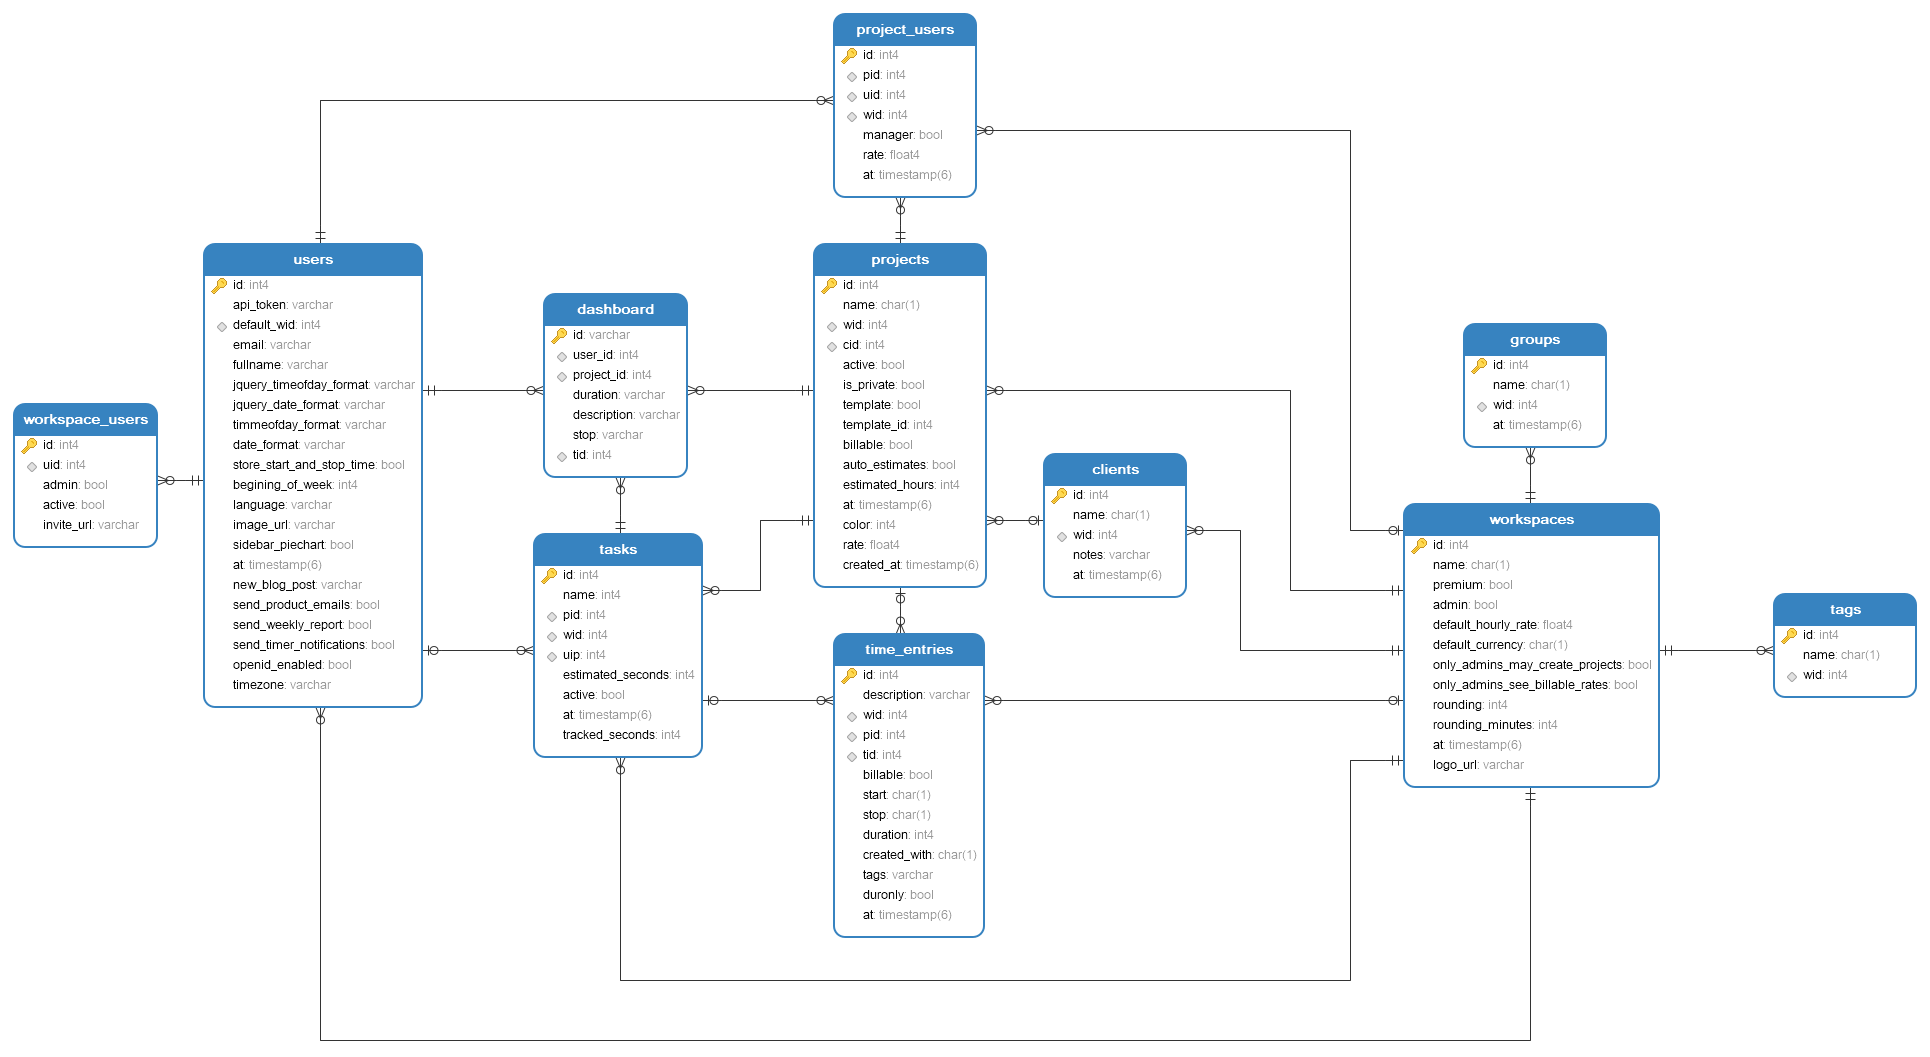 project_users
id: int4
pid: int4
uid: int4
wid: int4
manager: bool
rate: float4
at: timestamp(6)
users
id: int4
api_token: varchar
default_wid: int4
email: varchar
fullname: varchar
jquery_timeofday_format: varchar
jquery_date_format: varchar
timmeofday_format: varchar
date_format: varchar
store_start_and_stop_time: bool
begining_of_week: int4
language: varchar
image_url: varchar
sidebar_piechart: bool
at: timestamp(6)
new_blog_post: varchar
send_product_emails: bool
send_weekly_report: bool
send_timer_notifications: bool
openid_enabled: bool
timezone: varchar
projects
id: int4
name: char(1)
wid: int4
cid: int4
active: bool
is_private: bool
template: bool
template_id: int4
billable: bool
auto_estimates: bool
estimated_hours: int4
at: timestamp(6)
color: int4
rate: float4
created_at: timestamp(6)
dashboard
id: varchar
user_id: int4
project_id: int4
duration: varchar
description: varchar
stop: varchar
tid: int4
groups
id: int4
name: char(1)
wid: int4
at: timestamp(6)
workspace_users
id: int4
uid: int4
admin: bool
active: bool
invite_url: varchar
clients
id: int4
name: char(1)
wid: int4
notes: varchar
at: timestamp(6)
workspaces
id: int4
name: char(1)
premium: bool
admin: bool
default_hourly_rate: float4
default_currency: char(1)
only_admins_may_create_projects: bool
only_admins_see_billable_rates: bool
rounding: int4
rounding_minutes: int4
at: timestamp(6)
logo_url: varchar
tasks
id: int4
name: int4
pid: int4
wid: int4
uip: int4
estimated_seconds: int4
active: bool
at: timestamp(6)
tracked_seconds: int4
tags
id: int4
name: char(1)
wid: int4
time_entries
id: int4
description: varchar
wid: int4
pid: int4
tid: int4
billable: bool
start: char(1)
stop: char(1)
duration: int4
created_with: char(1)
tags: varchar
duronly: bool
at: timestamp(6)